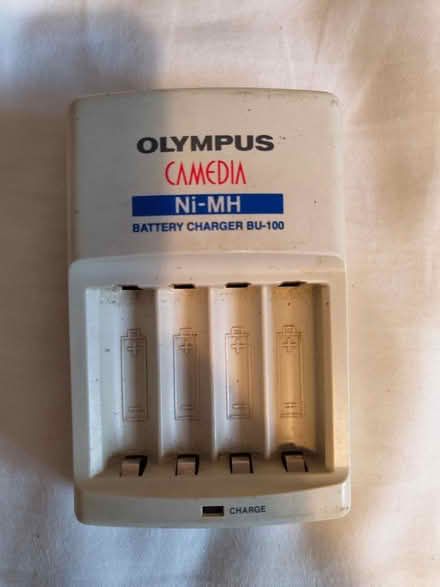 OLYMPUS
CAMEDIA
Ni-MH
BATTERY CHARGER BU-100
+ + + +
− − − −
CHARGE